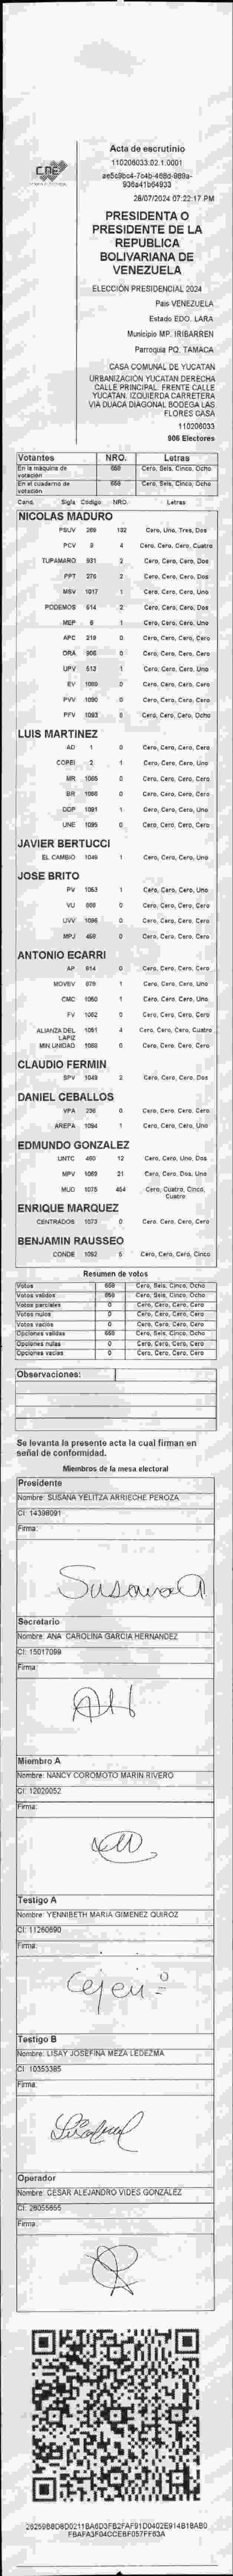 CNE
Acta de escrutinio
110206033.02.1.0001
28/07/2024 07:22:17 PM
PRESIDENTA O
PRESIDENTE DE LA
REPUBLICA
BOLIVARIANA DE
VENEZUELA
ELECCIÓN PRESIDENCIAL 2024
País VENEZUELA
Estado EDO. LARA
Municipio MP. IRIBARREN
Parroquia PQ. TAMACA
CASA COMUNAL DE YUCATAN
URBANIZACIÓN YUCATAN DERECHA
CALLE PRINCIPAL. FRENTE CALLE
YUCATAN. IZQUIERDA CARRETERA
VIA DUACA DIAGONAL BODEGA LAS
FLORES CASA
110206033
906 Electores
Votantes NRO. Letras
En la máquina de votación 658 Cero, Seis, Cinco, Ocho
En el cuaderno de votación 658 Cero, Seis, Cinco, Ocho
Cand. Sigla Código NRO. Letras
NICOLAS MADURO
PSUV 269 132 Cero, Uno, Tres, Dos
PCV 9 4 Cero, Cero, Cero, Cuatro
TUPAMARO 931 2 Cero, Cero, Cero, Dos
PPT 276 2 Cero, Cero, Cero, Dos
MSV 1017 1 Cero, Cero, Cero, Uno
PODEMOS 614 2 Cero, Cero, Cero, Dos
MEP 6 1 Cero, Cero, Cero, Uno
APC 219 0 Cero, Cero, Cero, Cero
ORA 906 0 Cero, Cero, Cero, Cero
UPV 513 1 Cero, Cero, Cero, Uno
EV 1089 0 Cero, Cero, Cero, Cero
PVV 1090 0 Cero, Cero, Cero, Cero
PFV 1093 8 Cero, Cero, Cero, Ocho
LUIS MARTINEZ
AD 1 0 Cero, Cero, Cero, Cero
COPEI 2 1 Cero, Cero, Cero, Uno
MR 1065 0 Cero, Cero, Cero, Cero
BR 1066 0 Cero, Cero, Cero, Cero
DDP 1091 1 Cero, Cero, Cero, Uno
UNE 1095 0 Cero, Cero, Cero, Cero
JAVIER BERTUCCI
EL CAMBIO 1049 1 Cero, Cero, Cero, Uno
JOSE BRITO
PV 1053 1 Cero, Cero, Cero, Uno
VU 888 0 Cero, Cero, Cero, Cero
UVV 1096 0 Cero, Cero, Cero, Cero
MPJ 458 0 Cero, Cero, Cero, Cero
ANTONIO ECARRI
AP 814 0 Cero, Cero, Cero, Cero
MOVEV 879 1 Cero, Cero, Cero, Uno
CMC 1050 1 Cero, Cero, Cero, Uno
FV 1052 0 Cero, Cero, Cero, Cero
ALIANZA DEL LAPIZ 1051 4 Cero, Cero, Cero, Cuatro
MIN UNIDAD 1088 0 Cero, Cero, Cero, Cero
CLAUDIO FERMIN
SPV 1048 2 Cero, Cero, Cero, Dos
DANIEL CEBALLOS
VPA 236 0 Cero, Cero, Cero, Cero
AREPA 1094 1 Cero, Cero, Cero, Uno
EDMUNDO GONZALEZ
UNTC 460 12 Cero, Cero, Uno, Dos
MPV 1069 21 Cero, Cero, Dos, Uno
MUD 1075 454 Cero, Cuatro, Cinco, Cuatro
ENRIQUE MARQUEZ
CENTRADOS 1073 0 Cero, Cero, Cero, Cero
BENJAMIN RAUSSEO
CONDE 1092 5 Cero, Cero, Cero, Cinco
Resumen de votos
Votos 658 Cero, Seis, Cinco, Ocho
Votos validos 658 Cero, Seis, Cinco, Ocho
Votos parciales 0 Cero, Cero, Cero, Cero
Votos nulos 0 Cero, Cero, Cero, Cero
Votos vacíos 0 Cero, Cero, Cero, Cero
Opciones validas 658 Cero, Seis, Cinco, Ocho
Opciones nulas 0 Cero, Cero, Cero, Cero
Opciones vacías 0 Cero, Cero, Cero, Cero
Observaciones:
Se levanta la presente acta la cual firman en
señal de conformidad.
Miembros de la mesa electoral
Presidente
Nombre: SUSANA YELITZA ARRIECHE PEROZA
CI: 14398091
Firma:
Secretario
Nombre: ANA CAROLINA GARCIA HERNANDEZ
CI: 15017099
Firma:
Miembro A
Nombre: NANCY COROMOTO MARIN RIVERO
CI: 12020052
Firma:
Testigo A
Nombre: YENNIBETH MARIA GIMENEZ QUIROZ
CI: 11260690
Firma:
Testigo B
Nombre: LISAY JOSEFINA MEZA LEDEZMA
CI: 10353385
Firma:
Operador
Nombre: CESAR ALEJANDRO VIDES GONZALEZ
CI: 28055655
Firma: